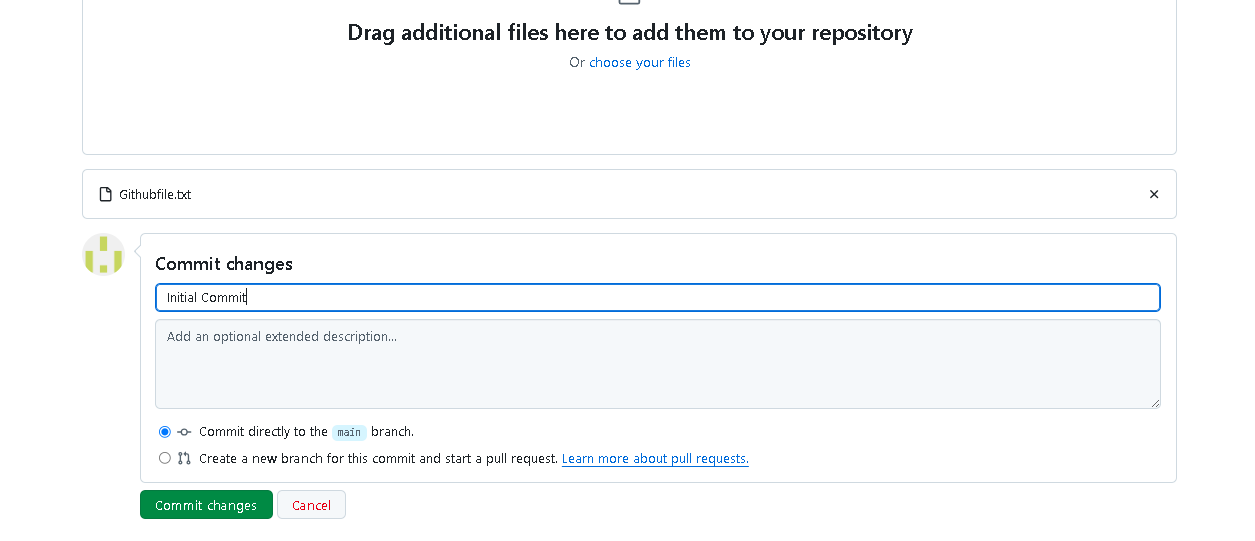 Drag additional files here to add them to your repository
Or choose your files
Githubfile.txt
Commit changes
Initial Commit
Add an optional extended description...
Commit directly to the main branch.
Create a new branch for this commit and start a pull request. Learn more about pull requests.
Commit changes Cancel